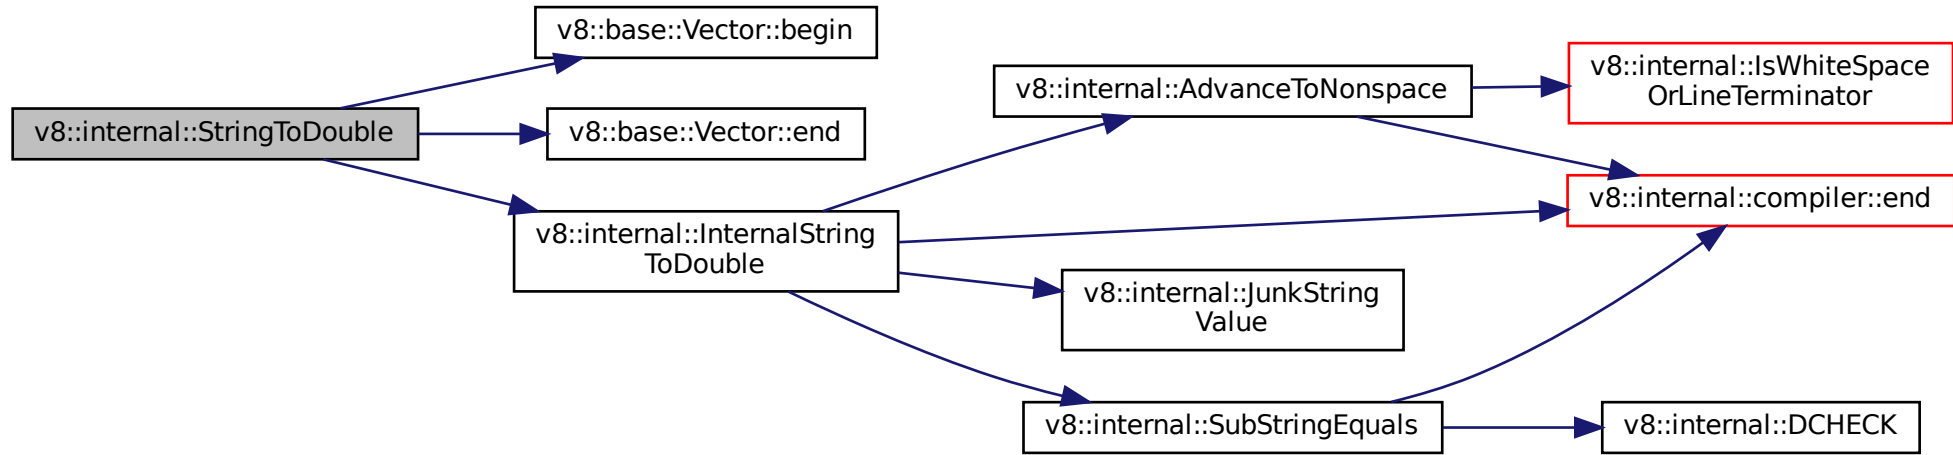 v8::internal::StringToDouble
v8::base::Vector::begin
v8::base::Vector::end
v8::internal::InternalString
ToDouble
v8::internal::AdvanceToNonspace
v8::internal::IsWhiteSpace
OrLineTerminator
v8::internal::compiler::end
v8::internal::JunkString
Value
v8::internal::SubStringEquals
v8::internal::DCHECK